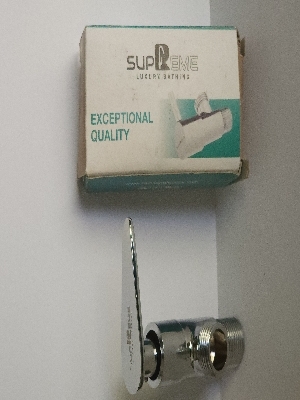 SUPREME
LUXURY BATHING
EXCEPTIONAL
QUALITY